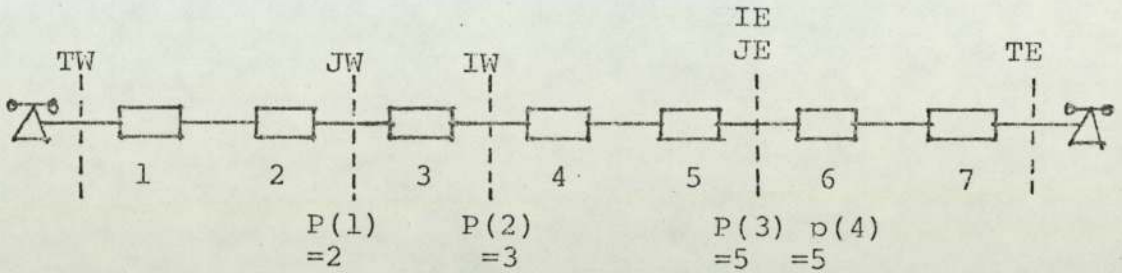 IE
TW JW IW JE TE
1 2 3 4 5 6 7
P(1) P(2) P(3) p(4)
=2 =3 =5 =5